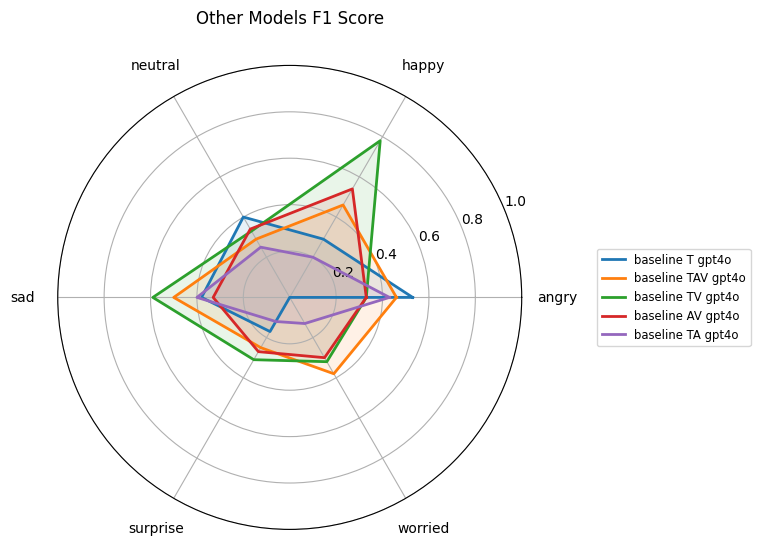 Other Models F1 Score
neutral
happy
1.0
0.8
0.6
0.4
0.2
sad
angry
baseline T gpt4o
baseline TAV gpt4o
baseline TV gpt4o
baseline AV gpt4o
baseline TA gpt4o
surprise
worried